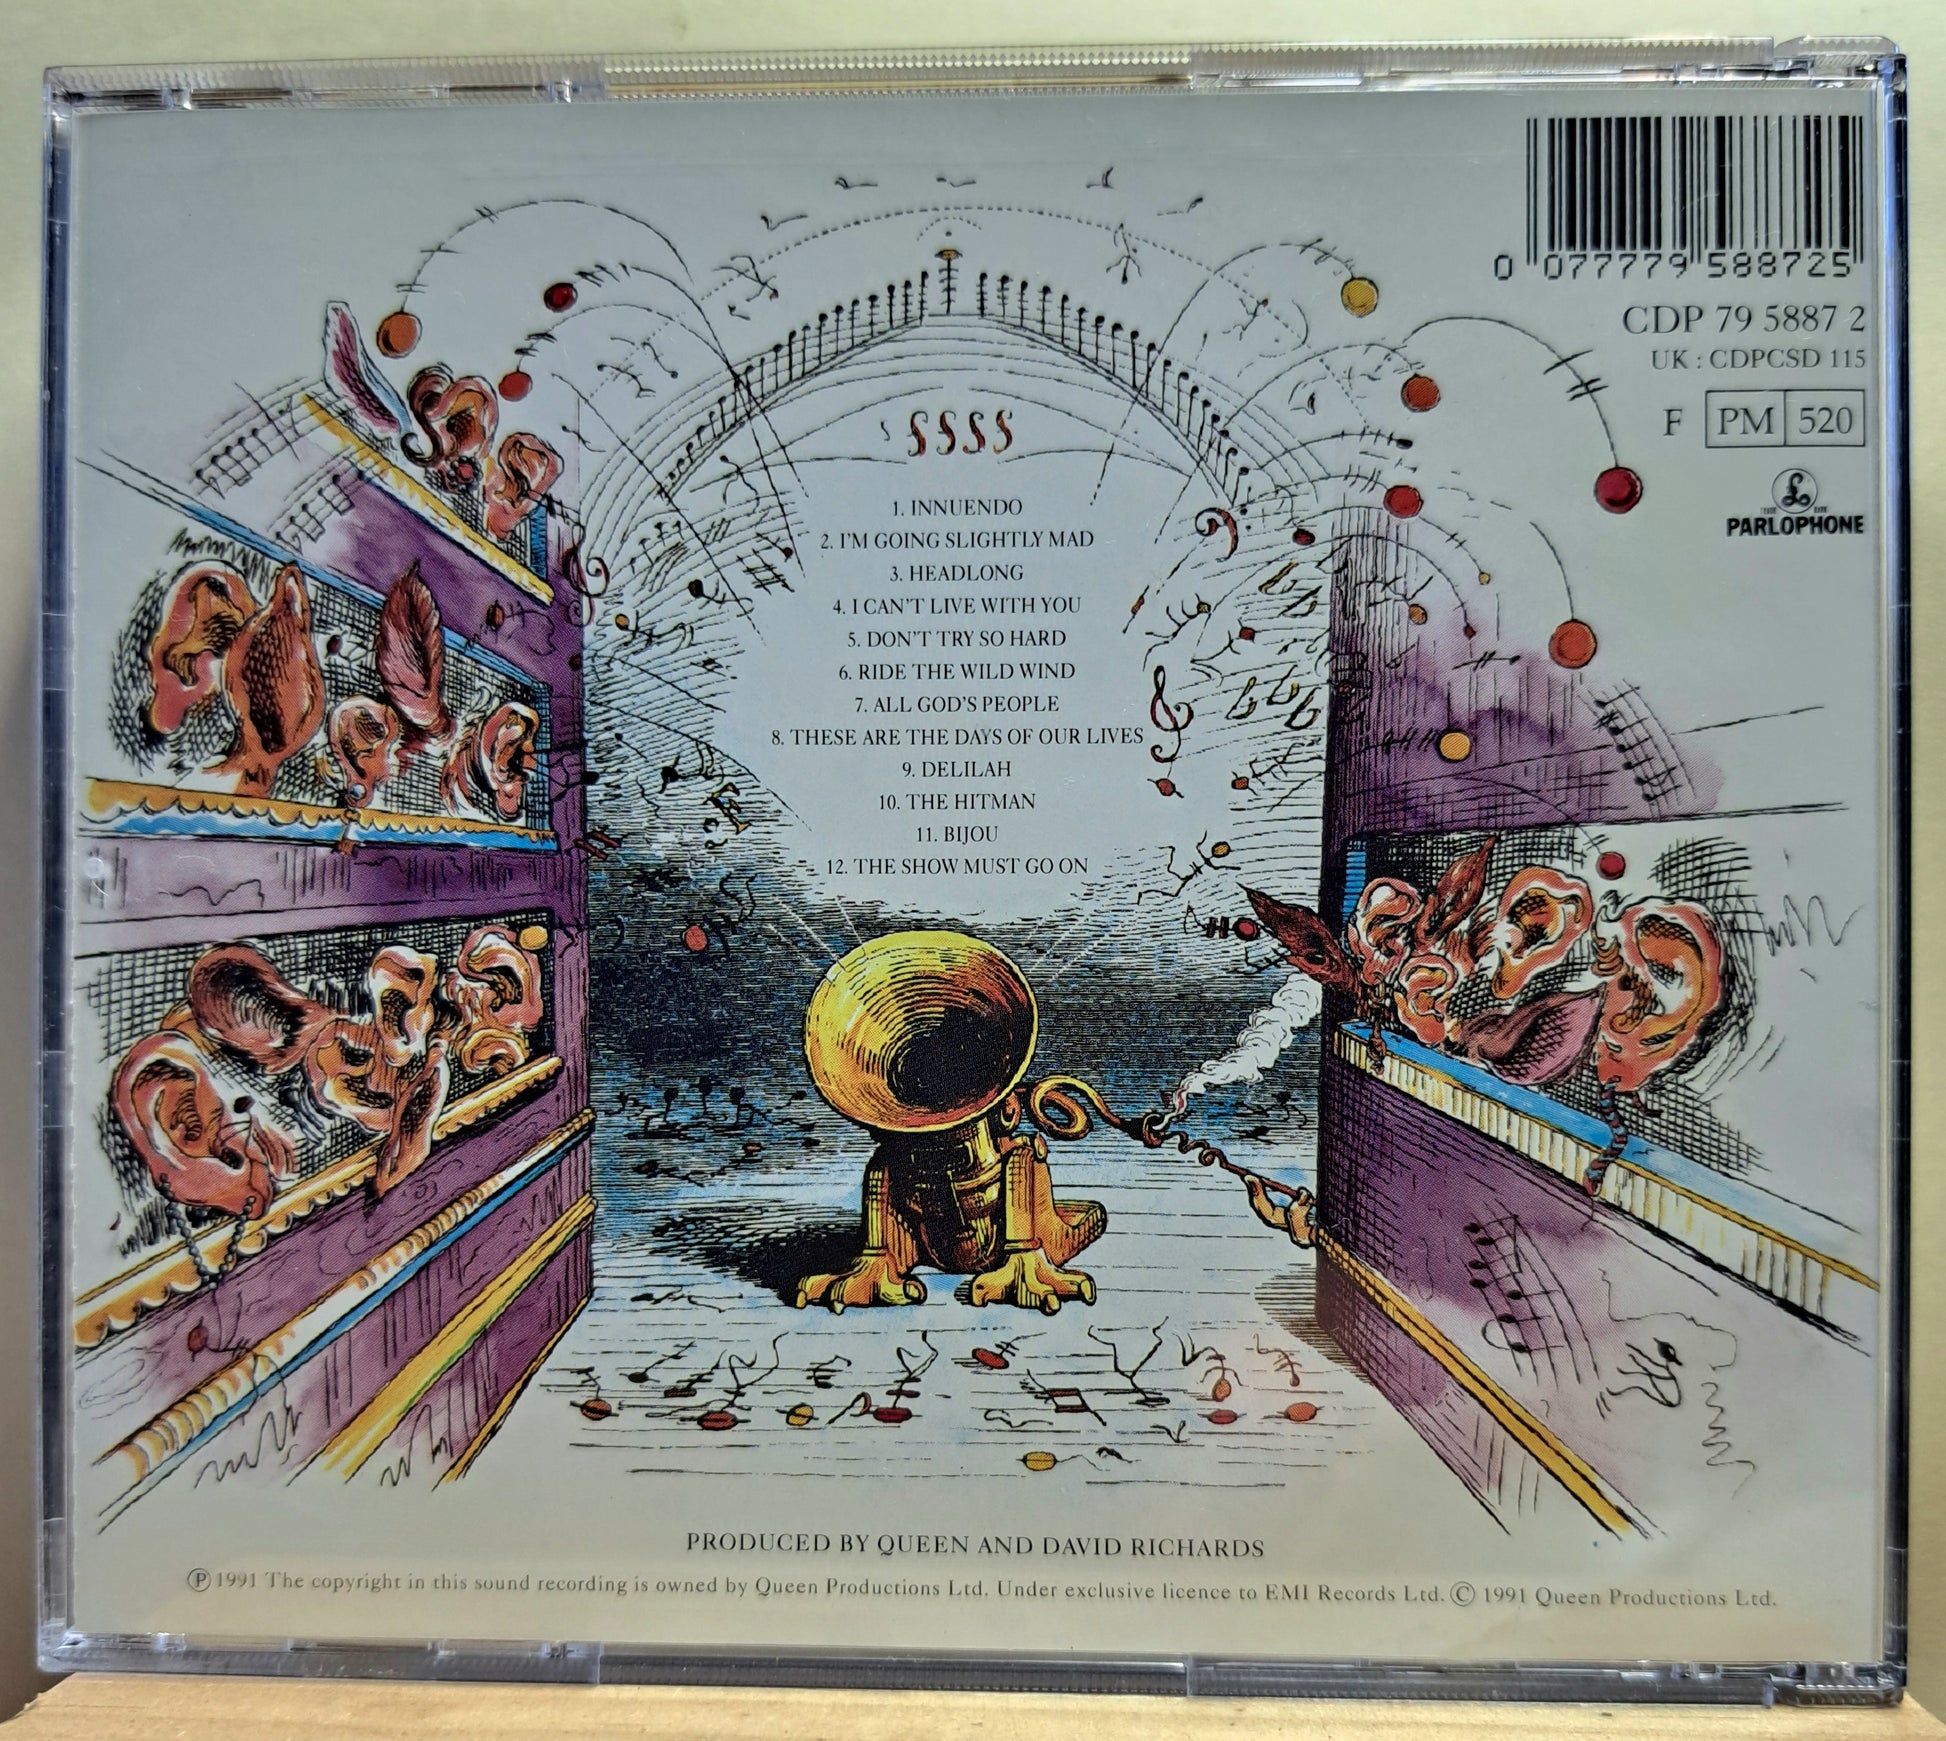 0 077779 588725
CDP 79 5887 2
UK : CDPCSD 115
F PM 520
PARLOPHONE
1. INNUENDO
2. I'M GOING SLIGHTLY MAD
3. HEADLONG
4. I CAN'T LIVE WITH YOU
5. DON'T TRY SO HARD
6. RIDE THE WILD WIND
7. ALL GOD'S PEOPLE
8. THESE ARE THE DAYS OF OUR LIVES
9. DELILAH
10. THE HITMAN
11. BIJOU
12. THE SHOW MUST GO ON
PRODUCED BY QUEEN AND DAVID RICHARDS
Ⓟ 1991 The copyright in this sound recording is owned by Queen Productions Ltd. Under exclusive licence to EMI Records Ltd. © 1991 Queen Productions Ltd.